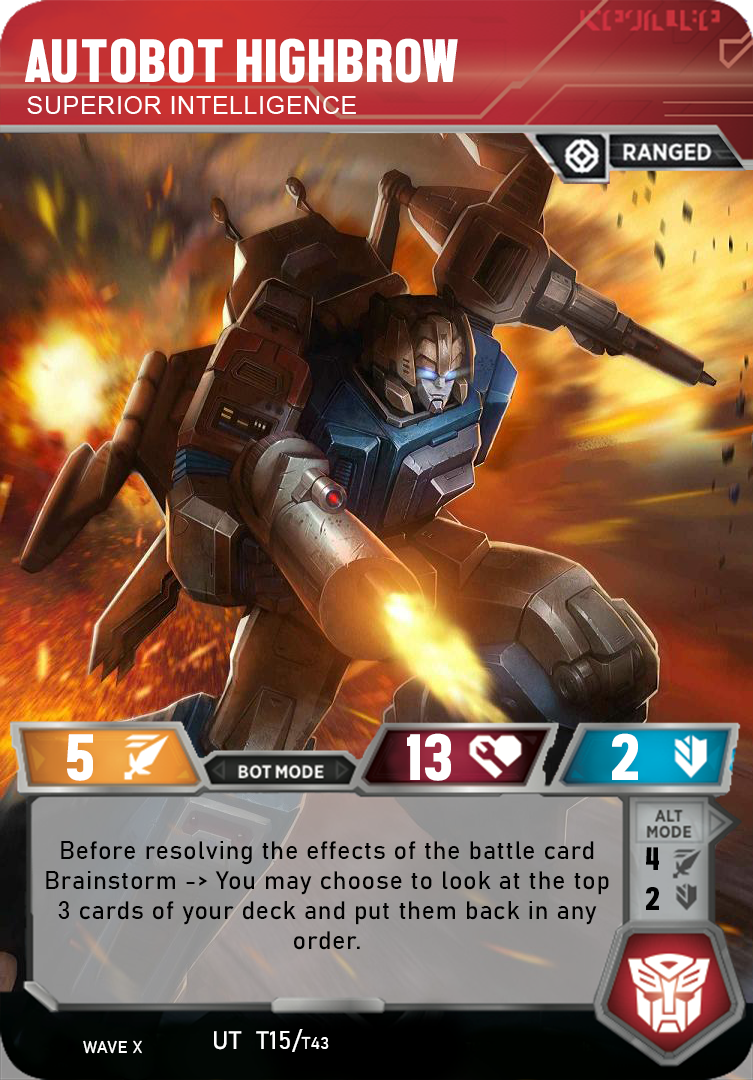 AUTOBOT HIGHBROW
SUPERIOR INTELLIGENCE
RANGED
5
BOT MODE
13
2
Before resolving the effects of the battle card
Brainstorm -> You may choose to look at the top
3 cards of your deck and put them back in any
order.
ALT
MODE
4
2
WAVE X
UT T15/T43